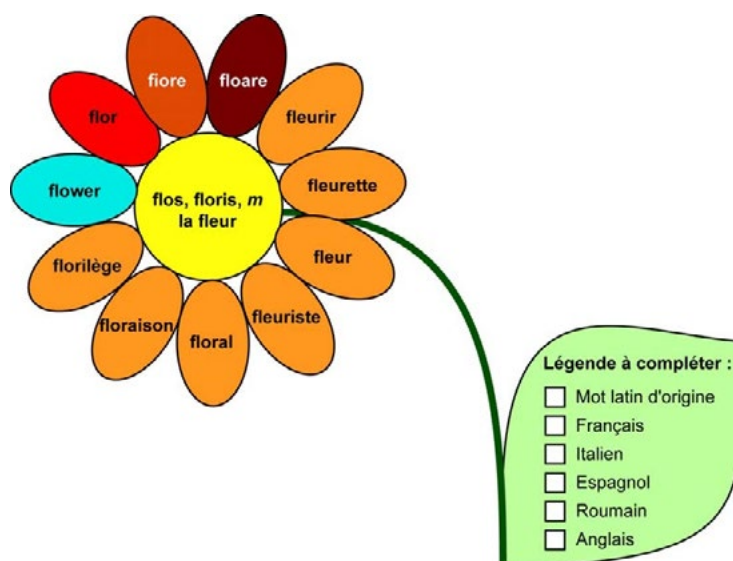 fiore
floare
flor
fleurir
flower
flos, floris, m
la fleur
fleurette
florilège
fleur
floraison
floral
fleuriste
Légende à compléter :
Mot latin d'origine
Français
Italien
Espagnol
Roumain
Anglais